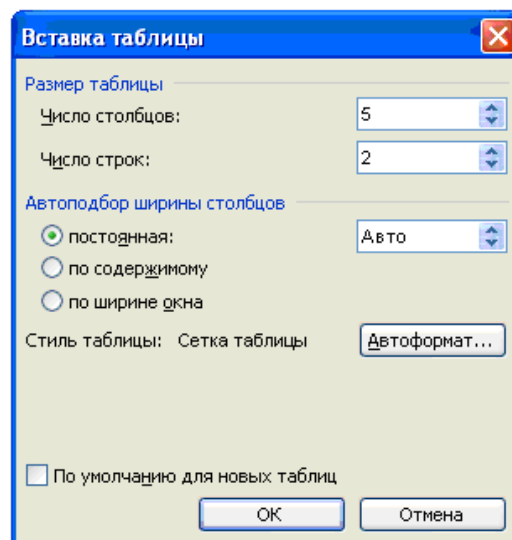 Вставка таблицы
Размер таблицы
Число столбцов: 5
Число строк: 2
Автоподбор ширины столбцов
постоянная: Авто
по содержимому
по ширине окна
Стиль таблицы: Сетка таблицы Автоформат...
По умолчанию для новых таблиц
ОК Отмена